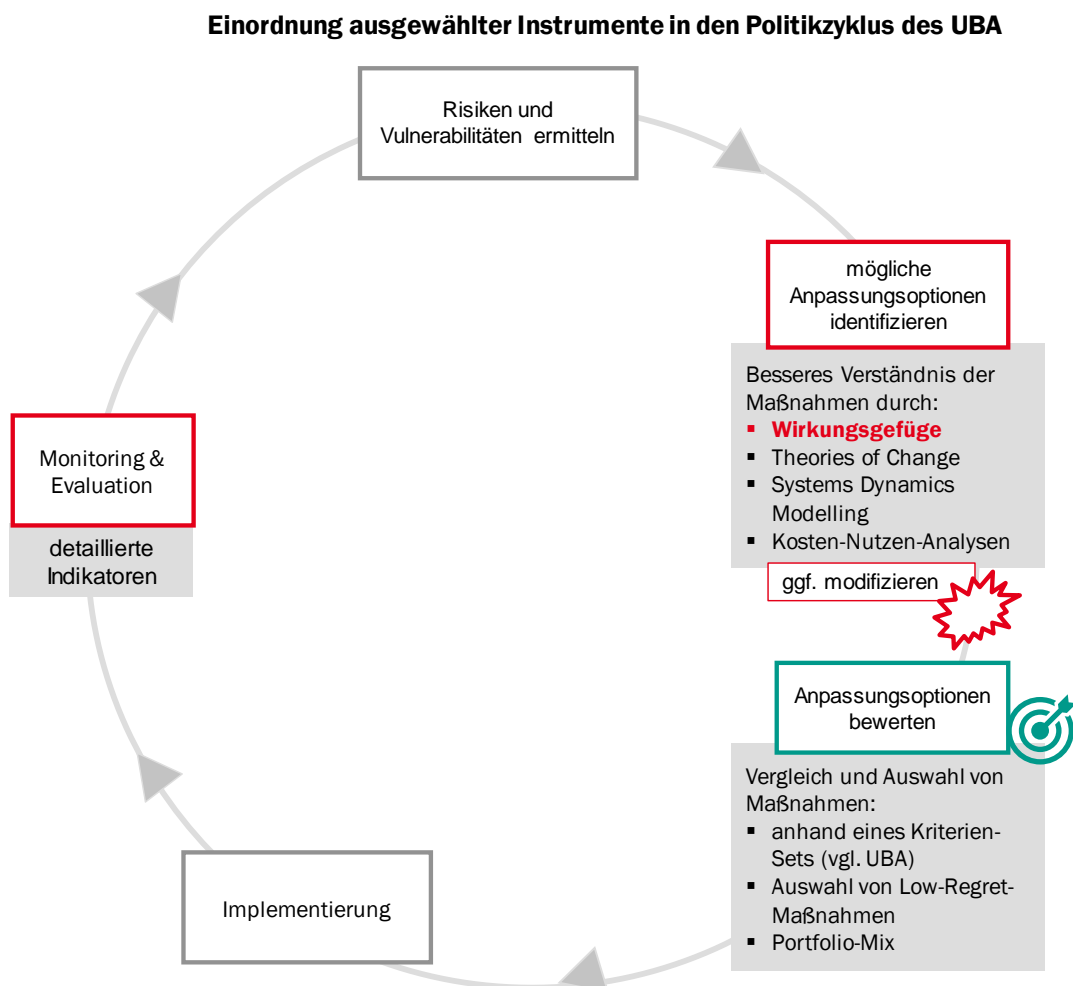 Einordnung ausgewählter Instrumente in den Politikzyklus des UBA
Risiken und
Vulnerabilitäten ermitteln
mögliche
Anpassungsoptionen
identifizieren
Besseres Verständnis der
Maßnahmen durch:
▪ Wirkungsgefüge
▪ Theories of Change
▪ Systems Dynamics
Modelling
▪ Kosten-Nutzen-Analysen
ggf. modifizieren
Anpassungsoptionen
bewerten
Vergleich und Auswahl von
Maßnahmen:
▪ anhand eines Kriterien-
Sets (vgl. UBA)
▪ Auswahl von Low-Regret-
Maßnahmen
▪ Portfolio-Mix
Implementierung
Monitoring &
Evaluation
detaillierte
Indikatoren